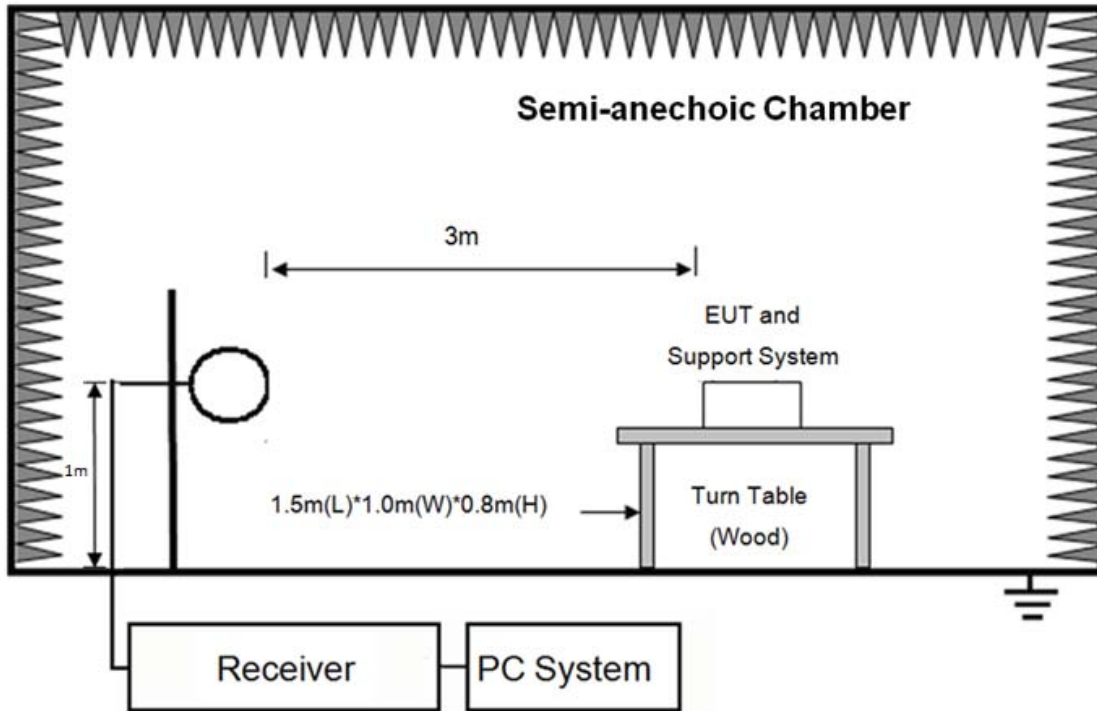 Semi-anechoic Chamber
3m
EUT and
Support System
1m
1.5m(L)*1.0m(W)*0.8m(H)
Turn Table
(Wood)
Receiver
PC System